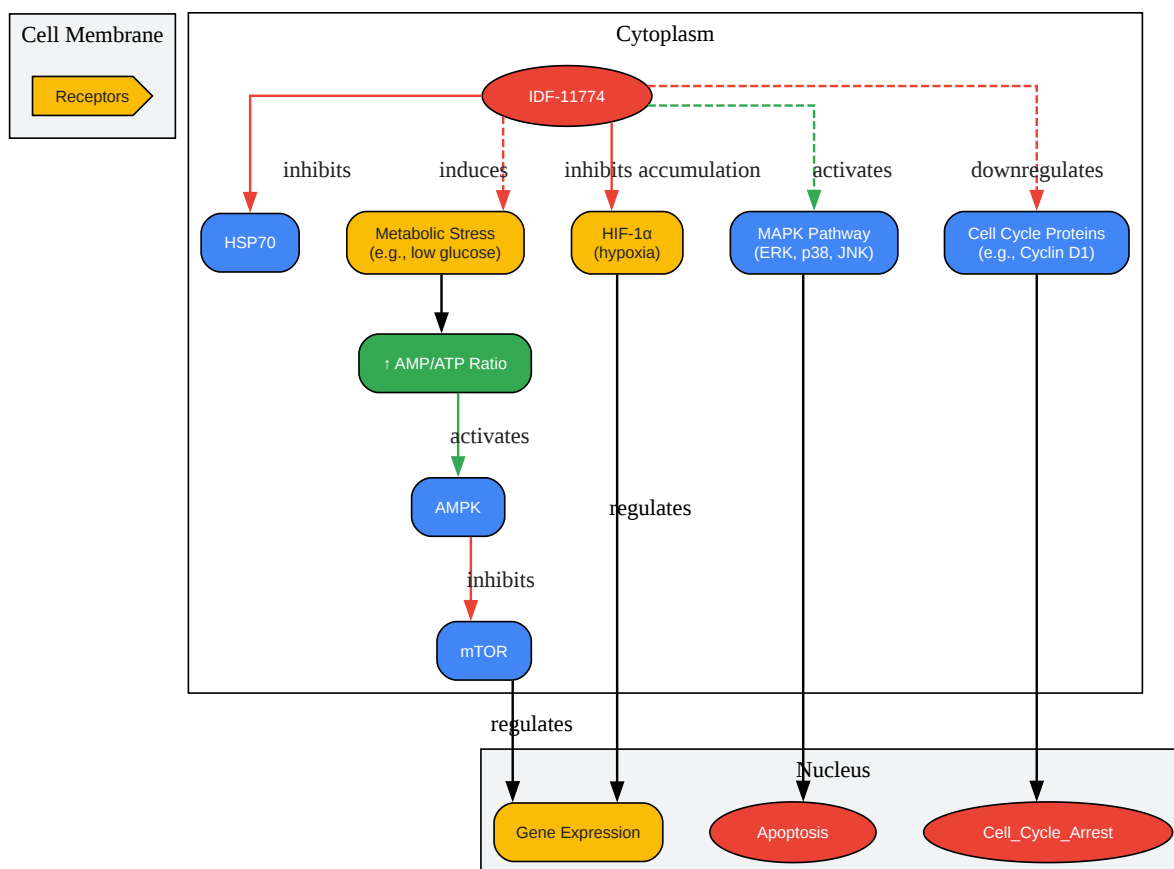 Cell Membrane
Receptors
Cytoplasm
IDF-11774
inhibits
induces
inhibits accumulation
activates
downregulates
HSP70
Metabolic Stress
(e.g., low glucose)
HIF-1α
(hypoxia)
MAPK Pathway
(ERK, p38, JNK)
Cell Cycle Proteins
(e.g., Cyclin D1)
↑ AMP/ATP Ratio
activates
AMPK
regulates
inhibits
mTOR
regulates
Nucleus
Gene Expression
Apoptosis
Cell_Cycle_Arrest